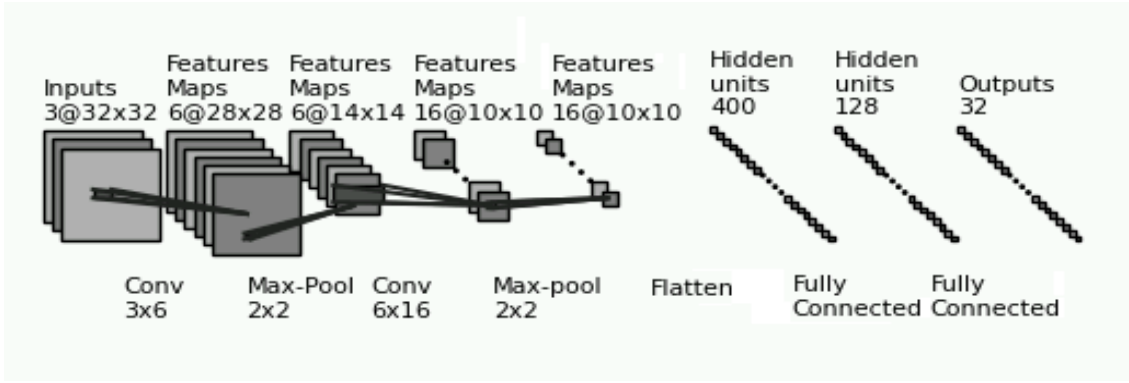 Inputs
3@32x32
Features
Maps
6@28x28
Features
Maps
6@14x14
Features
Maps
16@10x10
Features
Maps
16@10x10
Hidden
units
400
Hidden
units
128
Outputs
32
Conv
3x6
Max-Pool
2x2
Conv
6x16
Max-pool
2x2
Flatten
Fully
Connected
Fully
Connected